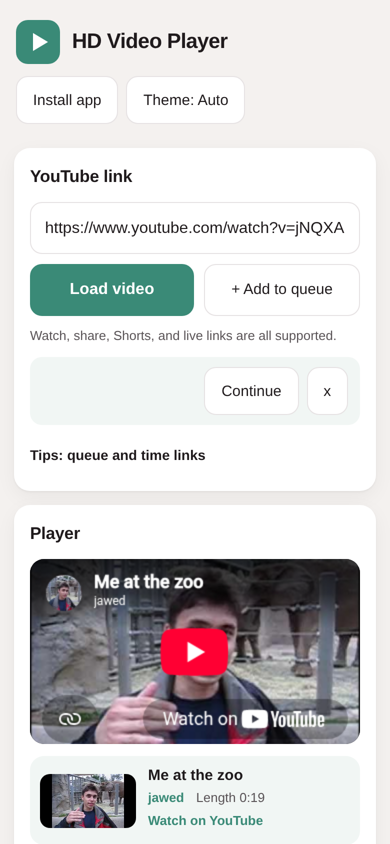 HD Video Player
Install app
Theme: Auto
YouTube link
https://www.youtube.com/watch?v=jNQXA
Load video
+ Add to queue
Watch, share, Shorts, and live links are all supported.
Continue
x
Tips: queue and time links
Player
Me at the zoo
jawed
Watch on YouTube
Me at the zoo
jawed Length 0:19
Watch on YouTube